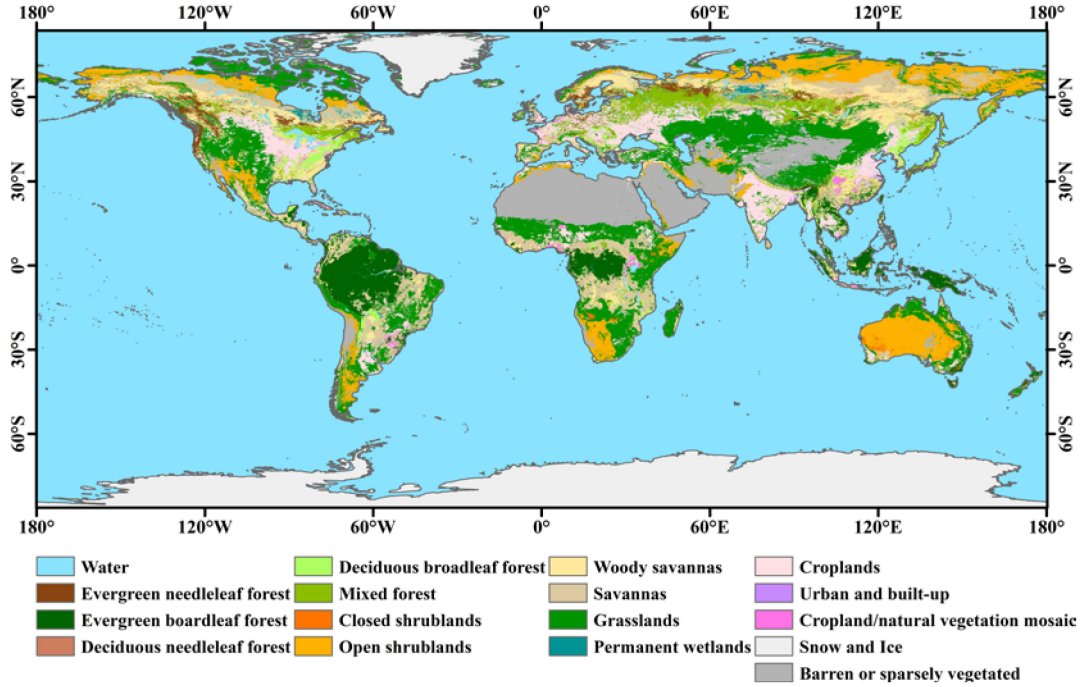 180° 120°W 60°W 0° 60°E 120°E 180°
60°N 60°N
30°N 30°N
0° 0°
30°S 30°S
60°S 60°S
180° 120°W 60°W 0° 60°E 120°E 180°
Water Deciduous broadleaf forest Woody savannas Croplands
Evergreen needleleaf forest Mixed forest Savannas Urban and built-up
Evergreen boardleaf forest Closed shrublands Grasslands Cropland/natural vegetation mosaic
Deciduous needleleaf forest Open shrublands Permanent wetlands Snow and Ice
Barren or sparsely vegetated